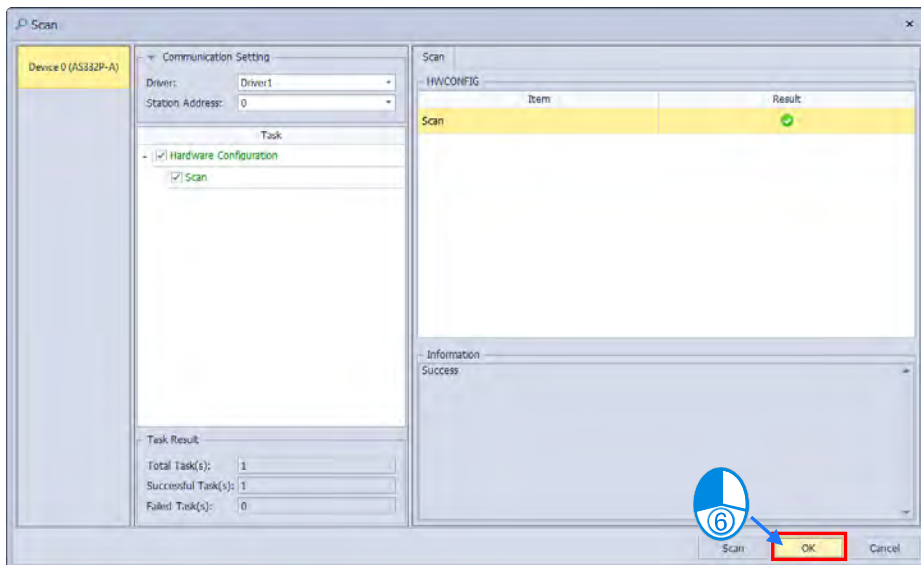 Scan
Device 0 (AS332P-A)
Communication Setting
Driver: Driver1
Station Address: 0
Task
Hardware Configuration
Scan
Task Result
Total Task(s): 1
Successful Task(s): 1
Failed Task(s): 0
Scan
HWCONFIG
Item Result
Scan
Information
Success
⑥
Scan OK Cancel